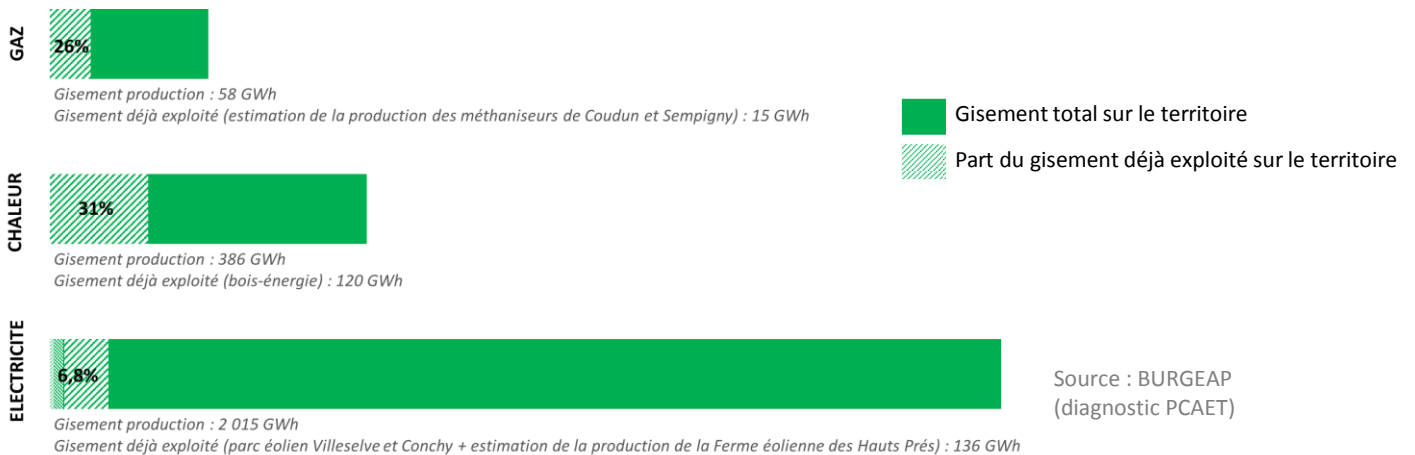 GAZ
26%
Gisement production : 58 GWh
Gisement déjà exploité (estimation de la production des méthaniseurs de Coudun et Sempigny) : 15 GWh
Gisement total sur le territoire
Part du gisement déjà exploité sur le territoire
CHALEUR
31%
Gisement production : 386 GWh
Gisement déjà exploité (bois-énergie) : 120 GWh
ELECTRICITE
6,8%
Gisement production : 2 015 GWh
Gisement déjà exploité (parc éolien Villeselve et Conchy + estimation de la production de la Ferme éolienne des Hauts Prés) : 136 GWh
Source : BURGEAP
(diagnostic PCAET)